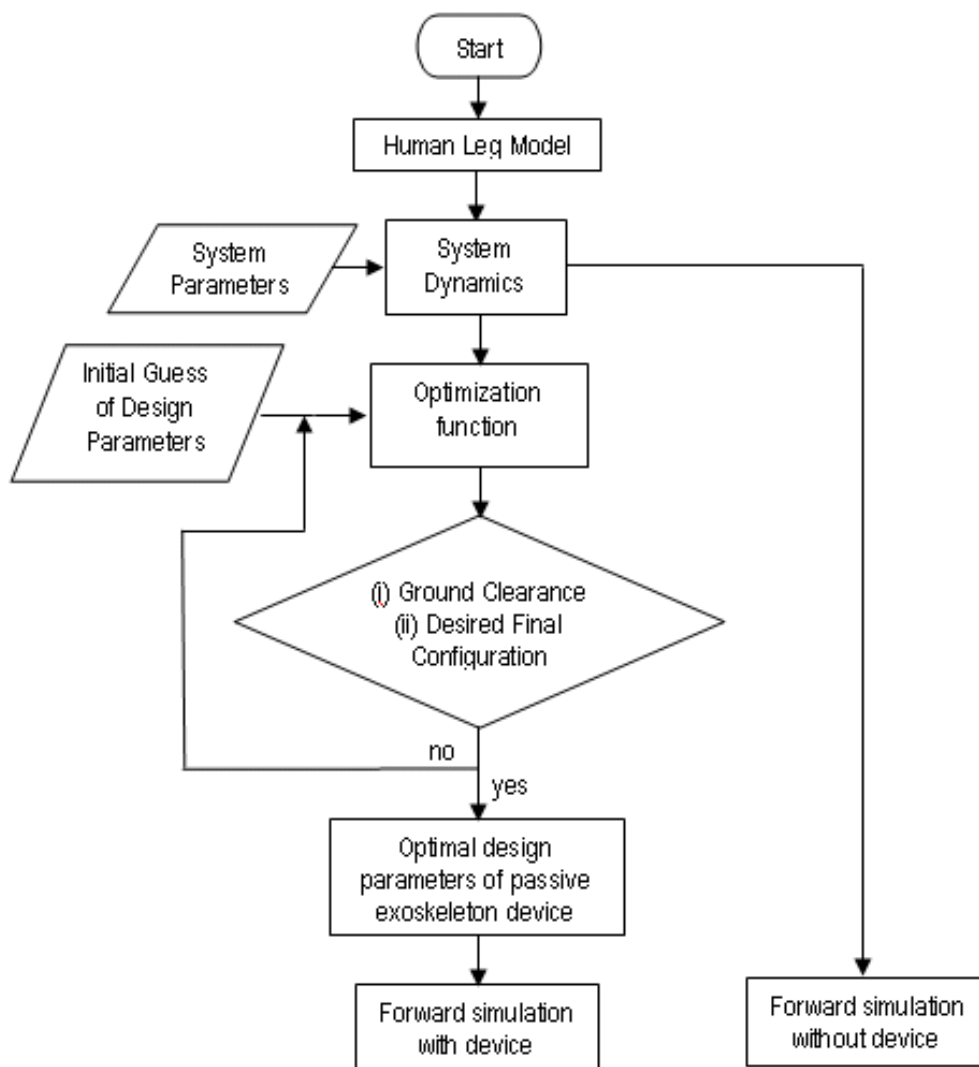 Start
Human Leg Model
System
Parameters
System
Dynamics
Initial Guess
of Design
Parameters
Optimization
function
(i) Ground Clearance
(ii) Desired Final
Configuration
no
yes
Optimal design
parameters of passive
exoskeleton device
Forward simulation
with device
Forward simulation
without device